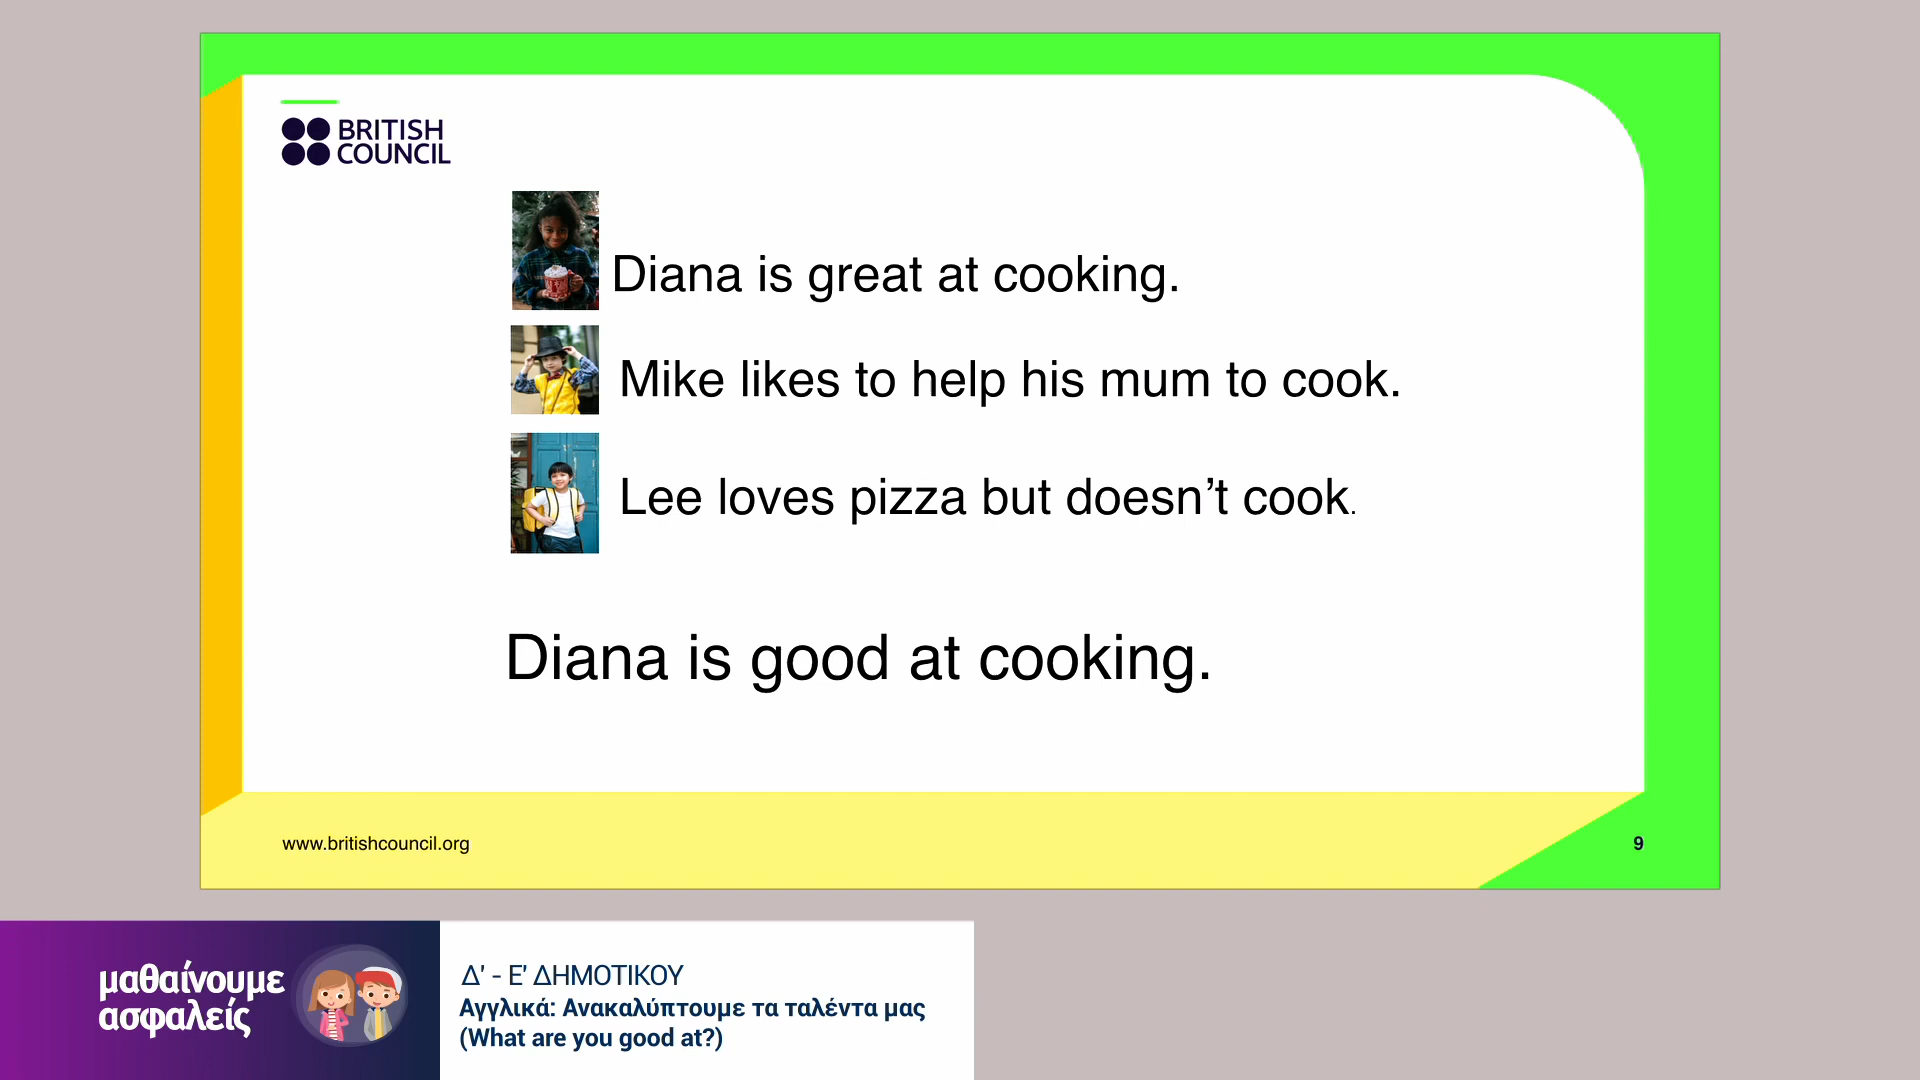 BRITISH
COUNCIL
Diana is great at cooking.
Mike likes to help his mum to cook.
Lee loves pizza but doesn’t cook.
Diana is good at cooking.
www.britishcouncil.org
9
μαθαίνουμε
ασφαλείς
Δ' - Ε' ΔΗΜΟΤΙΚΟΥ
Αγγλικά: Ανακαλύπτουμε τα ταλέντα μας
(What are you good at?)